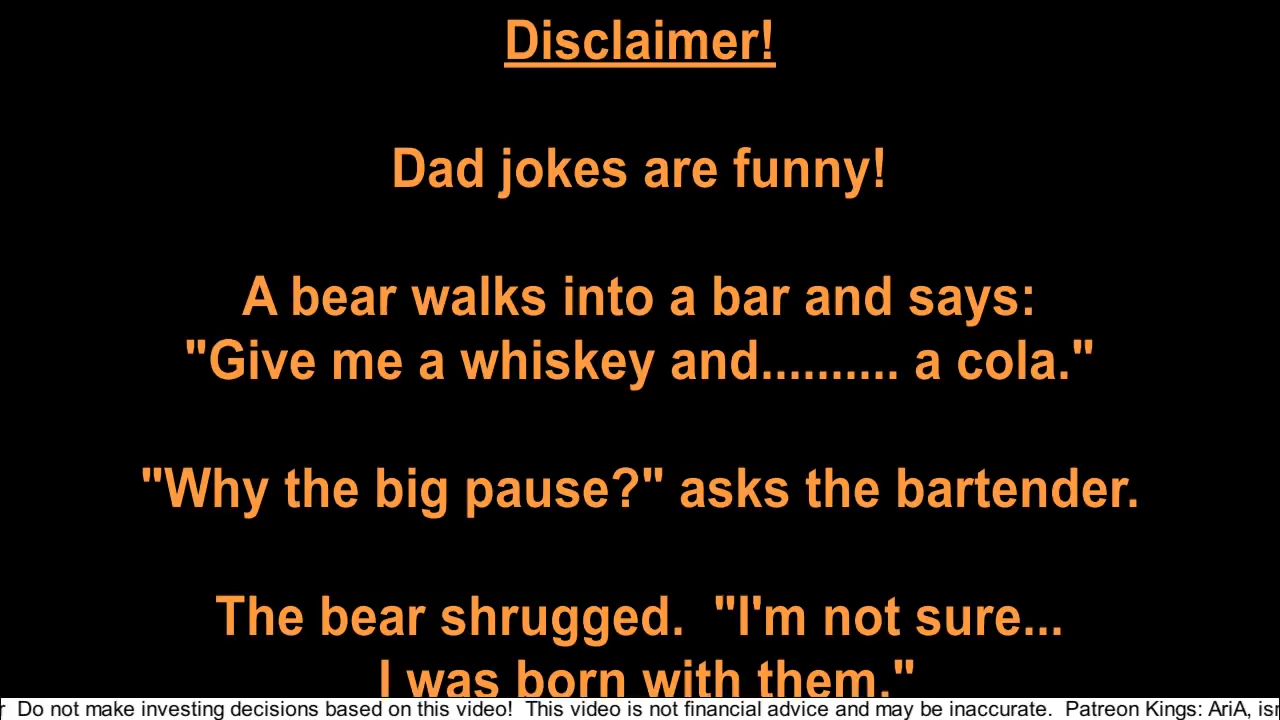 Disclaimer!
Dad jokes are funny!
A bear walks into a bar and says:
"Give me a whiskey and.......... a cola."
"Why the big pause?" asks the bartender.
The bear shrugged.  "I'm not sure...
I was born with them."
Do not make investing decisions based on this video!  This video is not financial advice and may be inaccurate.  Patreon Kings: AriA,